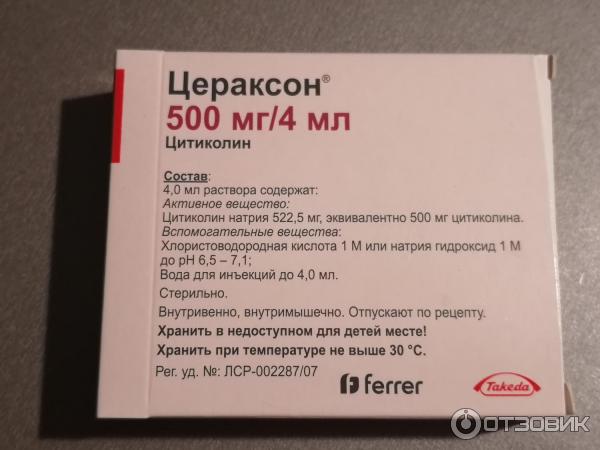 Цераксон®
500 мг/4 мл
Цитиколин
Состав:
4,0 мл раствора содержат:
Активное вещество:
Цитиколин натрия 522,5 мг, эквивалентно 500 мг цитиколина.
Вспомогательные вещества:
Хлористоводородная кислота 1 М или натрия гидроксид 1 М
до pH 6,5 – 7,1;
Вода для инъекций до 4,0 мл.
Стерильно.
Внутривенно, внутримышечно. Отпускают по рецепту.
Хранить в недоступном для детей месте!
Хранить при температуре не выше 30 °C.
Рег. уд. №: ЛСР-002287/07
ferrer
Takeda
ОТЗОВИК